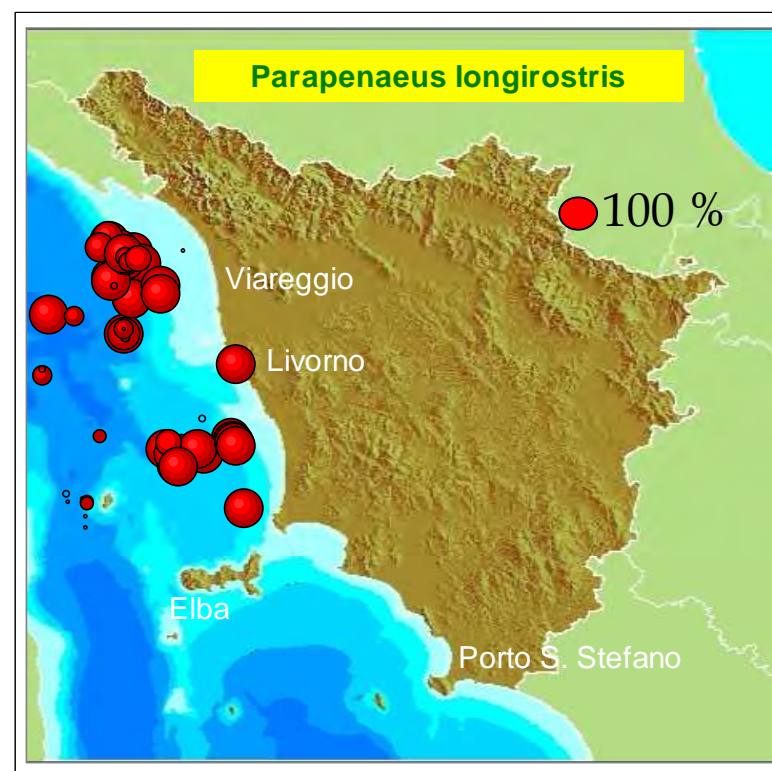 Parapenaeus longirostris
100 %
Viareggio
Livorno
Elba
Porto S. Stefano